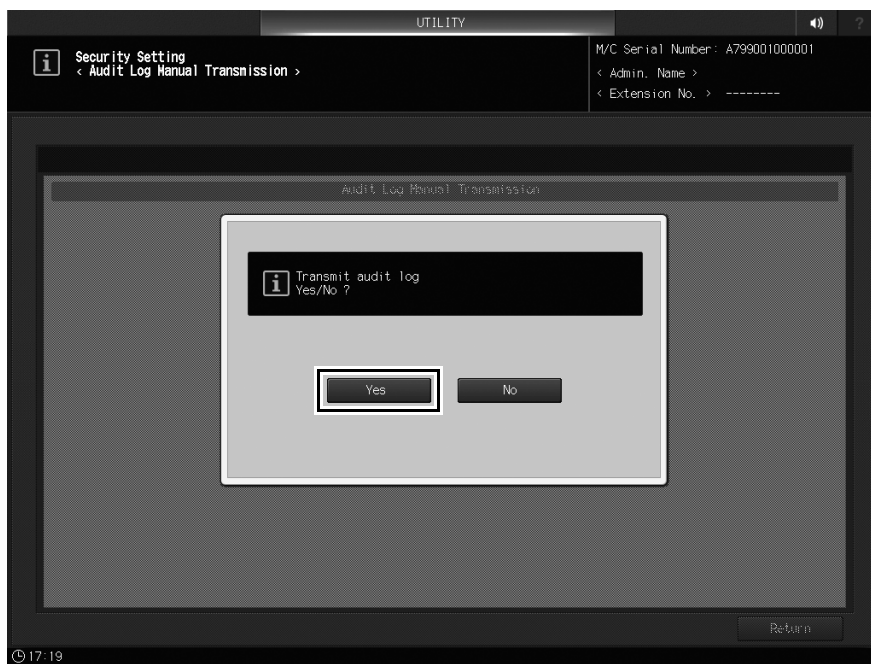 UTILITY
?
Security Setting
< Audit Log Manual Transmission >
M/C Serial Number: A799001000001
< Admin. Name >
< Extension No. > --------
Audit Log Manual Transmission
Transmit audit log
Yes/No ?
Yes
No
Return
17:19